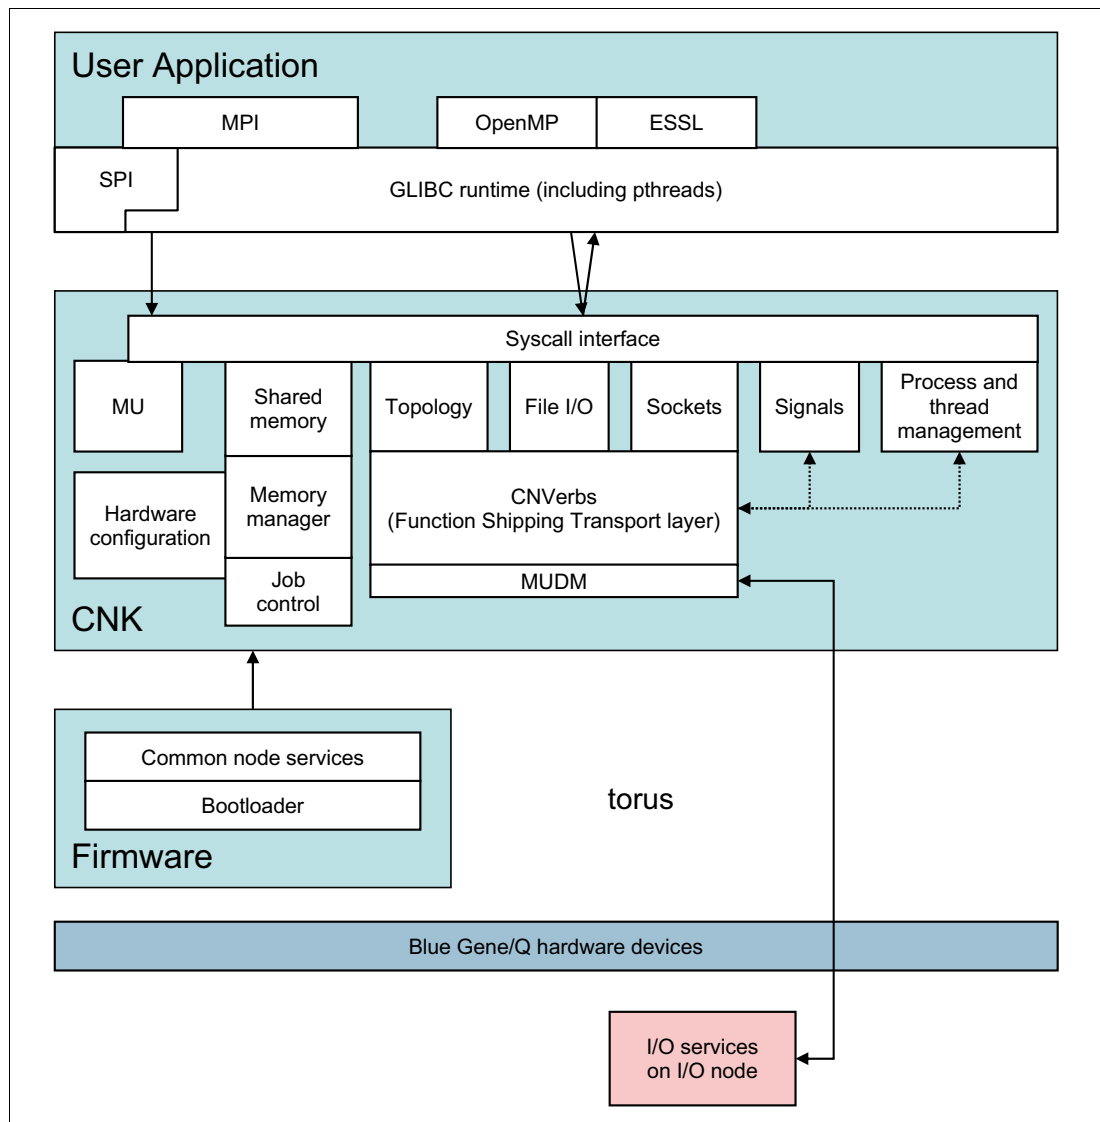 User Application
MPI
OpenMP
ESSL
SPI
GLIBC runtime (including pthreads)
Syscall interface
MU
Shared
memory
Topology
File I/O
Sockets
Signals
Process and
thread
management
Hardware
configuration
Memory
manager
CNVerbs
(Function Shipping Transport layer)
Job
control
MUDM
CNK
Common node services
Bootloader
Firmware
torus
Blue Gene/Q hardware devices
I/O services
on I/O node